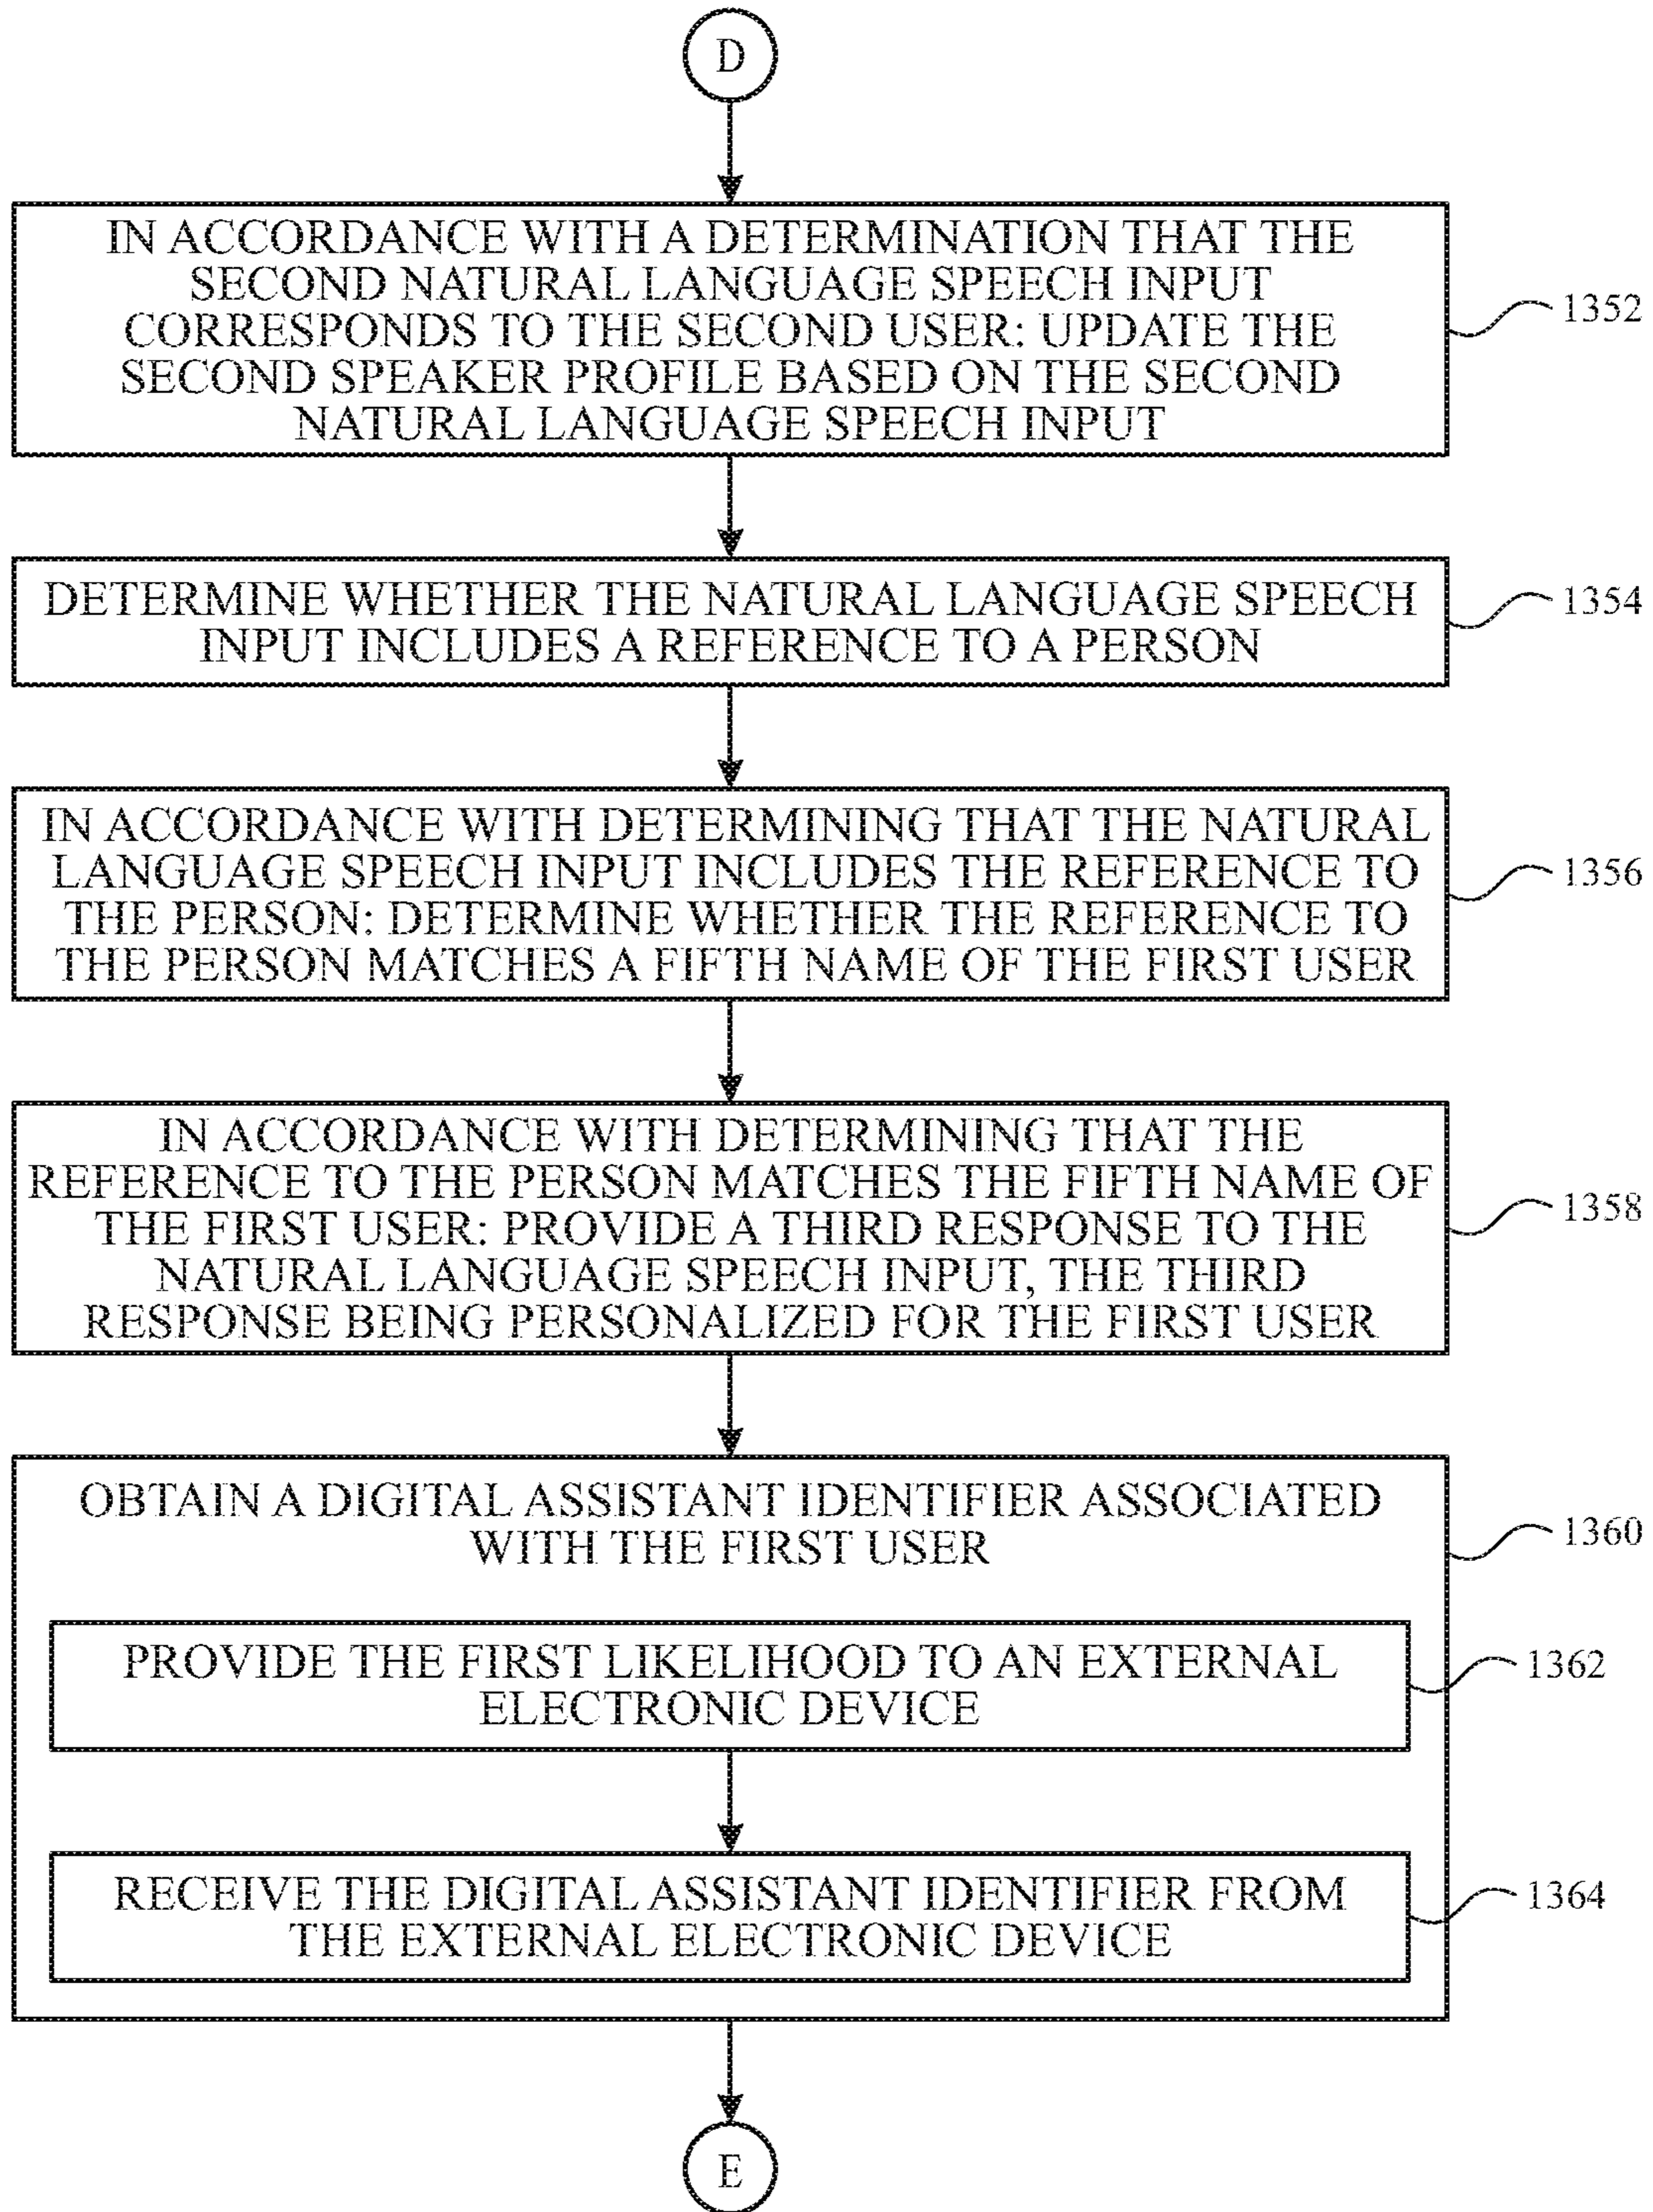 D
IN ACCORDANCE WITH A DETERMINATION THAT THE
SECOND NATURAL LANGUAGE SPEECH INPUT
CORRESPONDS TO THE SECOND USER: UPDATE THE
SECOND SPEAKER PROFILE BASED ON THE SECOND
NATURAL LANGUAGE SPEECH INPUT
1352
DETERMINE WHETHER THE NATURAL LANGUAGE SPEECH
INPUT INCLUDES A REFERENCE TO A PERSON
1354
IN ACCORDANCE WITH DETERMINING THAT THE NATURAL
LANGUAGE SPEECH INPUT INCLUDES THE REFERENCE TO
THE PERSON: DETERMINE WHETHER THE REFERENCE TO
THE PERSON MATCHES A FIFTH NAME OF THE FIRST USER
1356
IN ACCORDANCE WITH DETERMINING THAT THE
REFERENCE TO THE PERSON MATCHES THE FIFTH NAME OF
THE FIRST USER: PROVIDE A THIRD RESPONSE TO THE
NATURAL LANGUAGE SPEECH INPUT, THE THIRD
RESPONSE BEING PERSONALIZED FOR THE FIRST USER
1358
OBTAIN A DIGITAL ASSISTANT IDENTIFIER ASSOCIATED
WITH THE FIRST USER
1360
PROVIDE THE FIRST LIKELIHOOD TO AN EXTERNAL
ELECTRONIC DEVICE
1362
RECEIVE THE DIGITAL ASSISTANT IDENTIFIER FROM
THE EXTERNAL ELECTRONIC DEVICE
1364
E